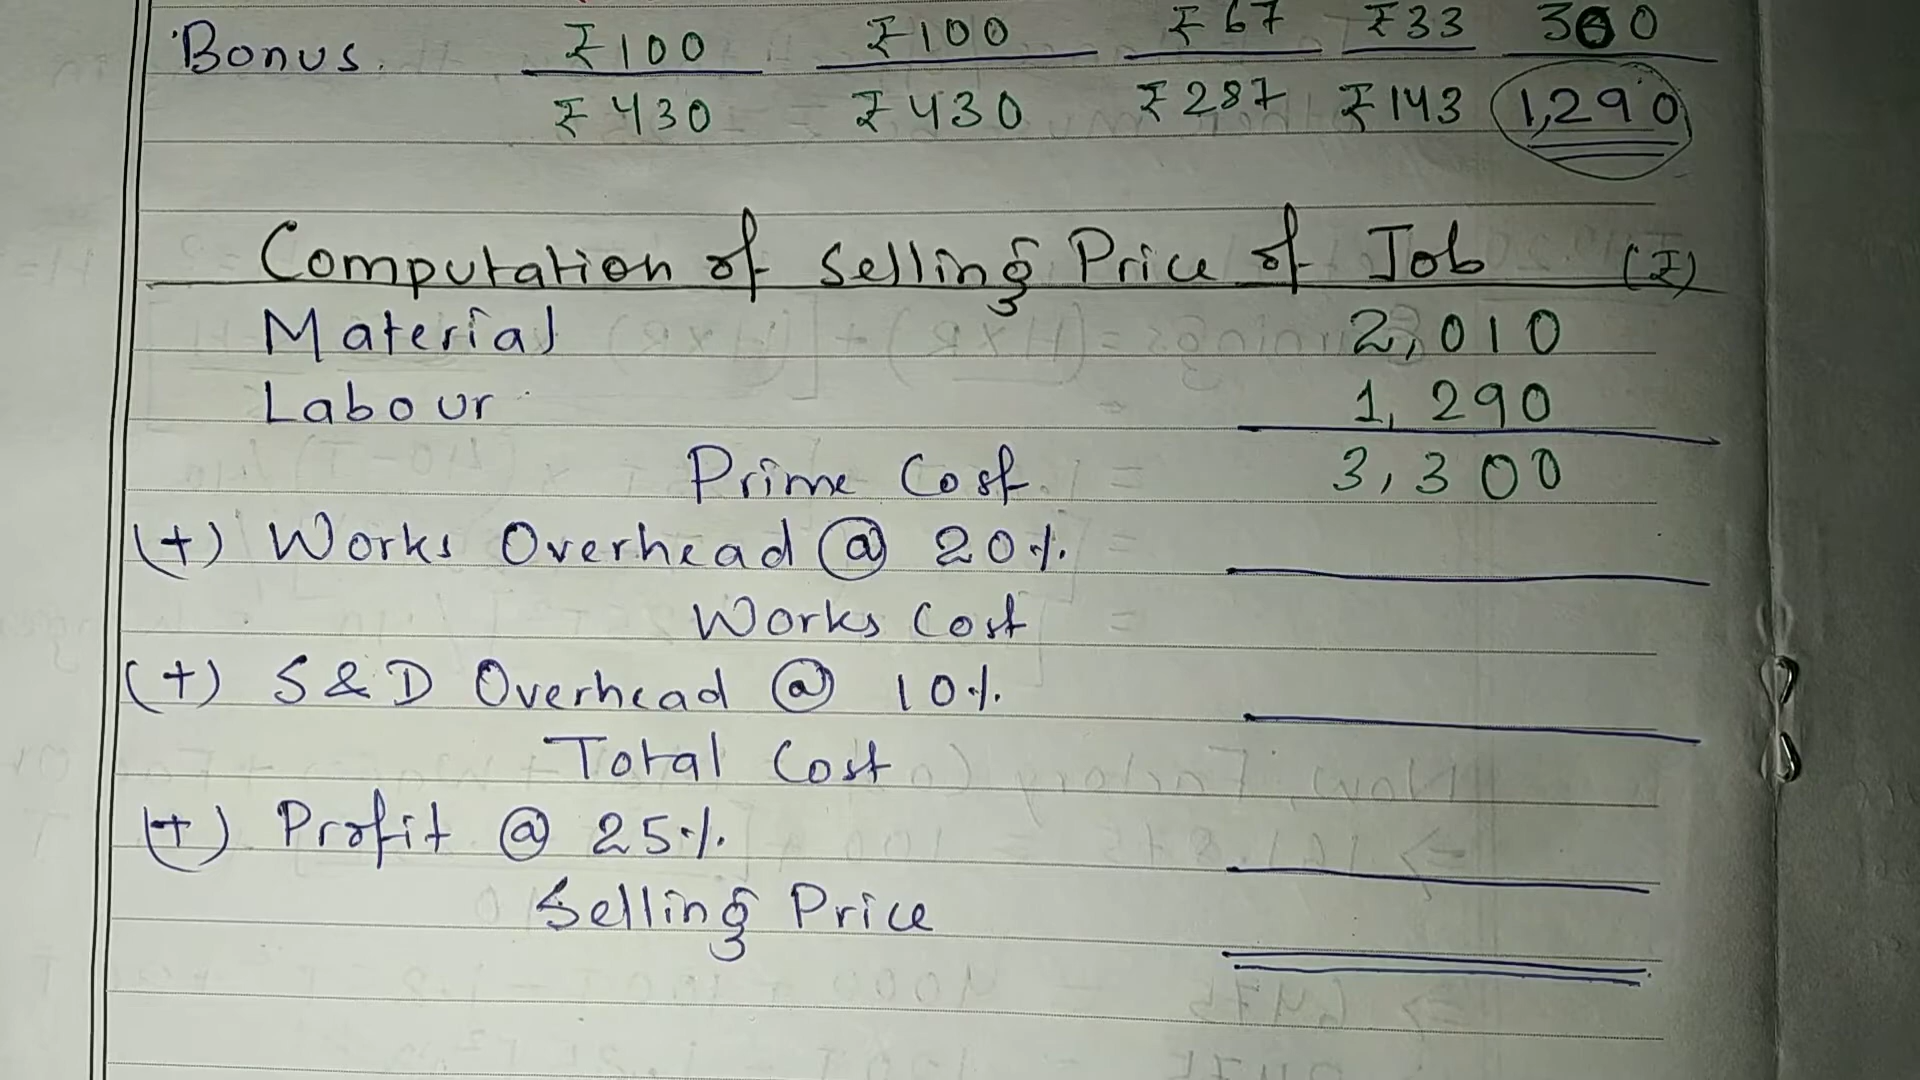 Bonus. ₹100 ₹100 ₹67 ₹33 300
₹430 ₹430 ₹287 ₹143 1,290
Computation of Selling Price of Job (₹)
Material 2,010
Labour 1,290
Prime Cost 3,300
(+) Works Overhead @ 20%
Works Cost
(+) S & D Overhead @ 10%
Total Cost
(+) Profit @ 25%
Selling Price